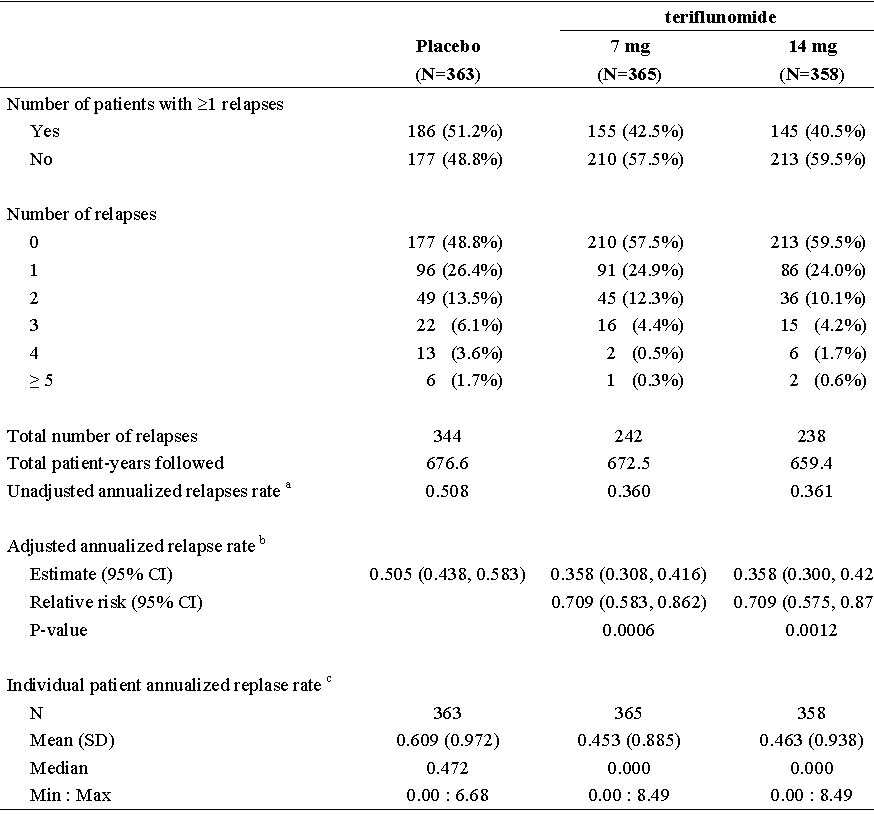 teriflunomide
Placebo 7 mg 14 mg
(N=363) (N=365) (N=358)
Number of patients with ≥1 relapses
Yes 186 (51.2%) 155 (42.5%) 145 (40.5%)
No 177 (48.8%) 210 (57.5%) 213 (59.5%)
Number of relapses
0 177 (48.8%) 210 (57.5%) 213 (59.5%)
1 96 (26.4%) 91 (24.9%) 86 (24.0%)
2 49 (13.5%) 45 (12.3%) 36 (10.1%)
3 22 (6.1%) 16 (4.4%) 15 (4.2%)
4 13 (3.6%) 2 (0.5%) 6 (1.7%)
≥ 5 6 (1.7%) 1 (0.3%) 2 (0.6%)
Total number of relapses 344 242 238
Total patient-years followed 676.6 672.5 659.4
Unadjusted annualized relapses rate a 0.508 0.360 0.361
Adjusted annualized relapse rate b
Estimate (95% CI) 0.505 (0.438, 0.583) 0.358 (0.308, 0.416) 0.358 (0.300, 0.42
Relative risk (95% CI) 0.709 (0.583, 0.862) 0.709 (0.575, 0.87
P-value 0.0006 0.0012
Individual patient annualized replase rate c
N 363 365 358
Mean (SD) 0.609 (0.972) 0.453 (0.885) 0.463 (0.938)
Median 0.472 0.000 0.000
Min : Max 0.00 : 6.68 0.00 : 8.49 0.00 : 8.49